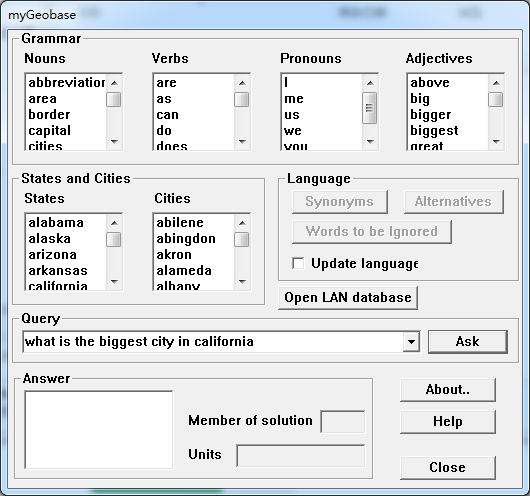 myGeobase
Grammar
Nouns Verbs Pronouns Adjectives
abbreviation
area
border
capital
cities
are
as
can
do
does
I
me
us
we
you
above
big
bigger
biggest
great
States and Cities
States Cities
alabama
alaska
arizona
arkansas
california
abilene
abingdon
akron
alameda
albany
Language
Synonyms Alternatives
Words to be Ignored
Update language
Open LAN database
Query
what is the biggest city in california
Ask
Answer
Member of solution
Units
About..
Help
Close